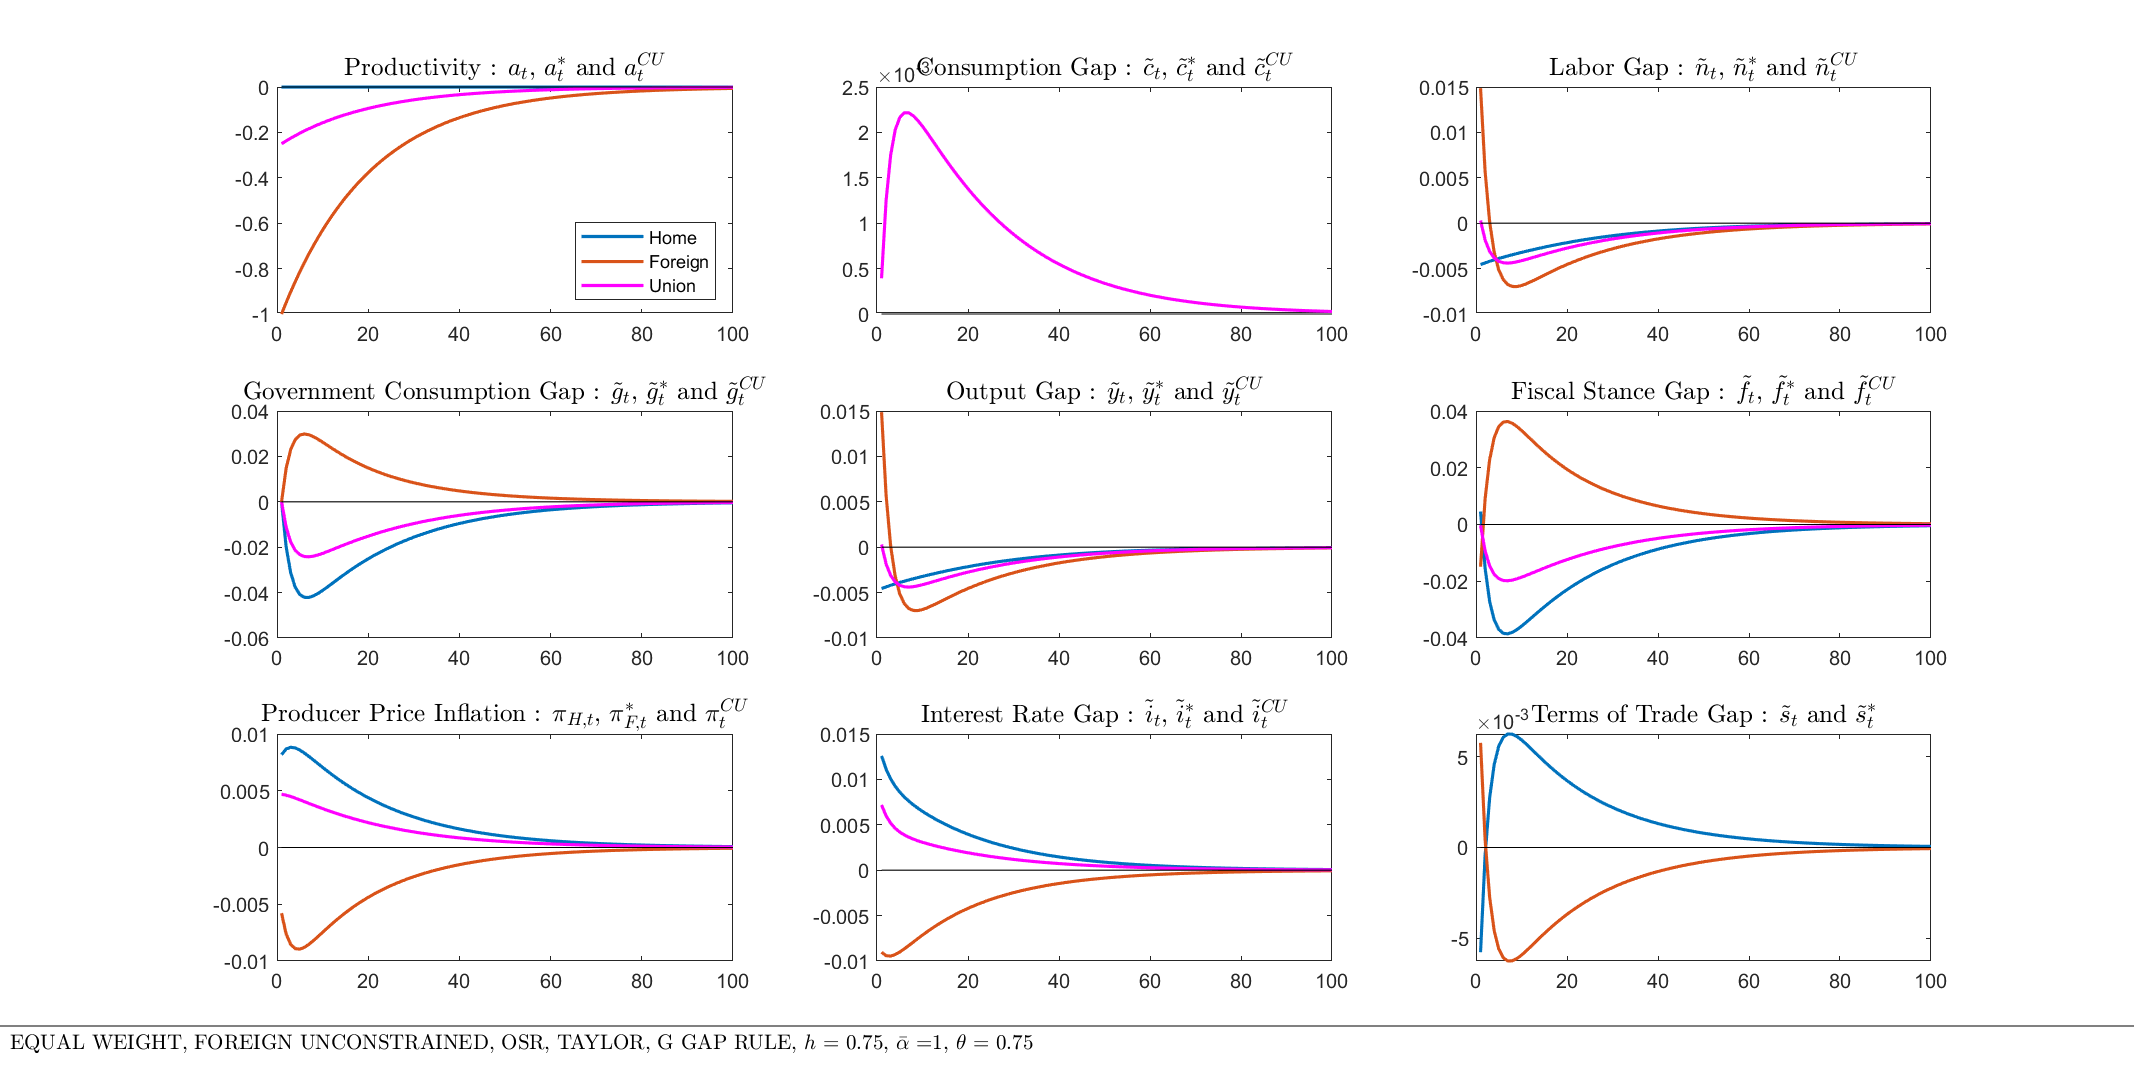 Productivity : a_t, a_t^* and a_t^{CU}
0
-0.2
-0.4
-0.6
-0.8
-1
0 20 40 60 80 100
Home
Foreign
Union
×10^{-3}
Consumption Gap : c̃_t, c̃_t^* and c̃_t^{CU}
2.5
2
1.5
1
0.5
0
0 20 40 60 80 100
Labor Gap : ñ_t, ñ_t^* and ñ_t^{CU}
0.015
0.01
0.005
0
-0.005
-0.01
0 20 40 60 80 100
Government Consumption Gap : g̃_t, g̃_t^* and g̃_t^{CU}
0.04
0.02
0
-0.02
-0.04
-0.06
0 20 40 60 80 100
Output Gap : ỹ_t, ỹ_t^* and ỹ_t^{CU}
0.015
0.01
0.005
0
-0.005
-0.01
0 20 40 60 80 100
Fiscal Stance Gap : f̃_t, f̃_t^* and f̃_t^{CU}
0.04
0.02
0
-0.02
-0.04
0 20 40 60 80 100
Producer Price Inflation : π_{H,t}, π_{F,t}^* and π_t^{CU}
0.01
0.005
0
-0.005
-0.01
0 20 40 60 80 100
Interest Rate Gap : ĩ_t, ĩ_t^* and ĩ_t^{CU}
0.015
0.01
0.005
0
-0.005
-0.01
0 20 40 60 80 100
×10^{-3}
Terms of Trade Gap : s̃_t and s̃_t^*
5
0
-5
0 20 40 60 80 100
EQUAL WEIGHT, FOREIGN UNCONSTRAINED, OSR, TAYLOR, G GAP RULE, h = 0.75, ᾱ =1, θ = 0.75